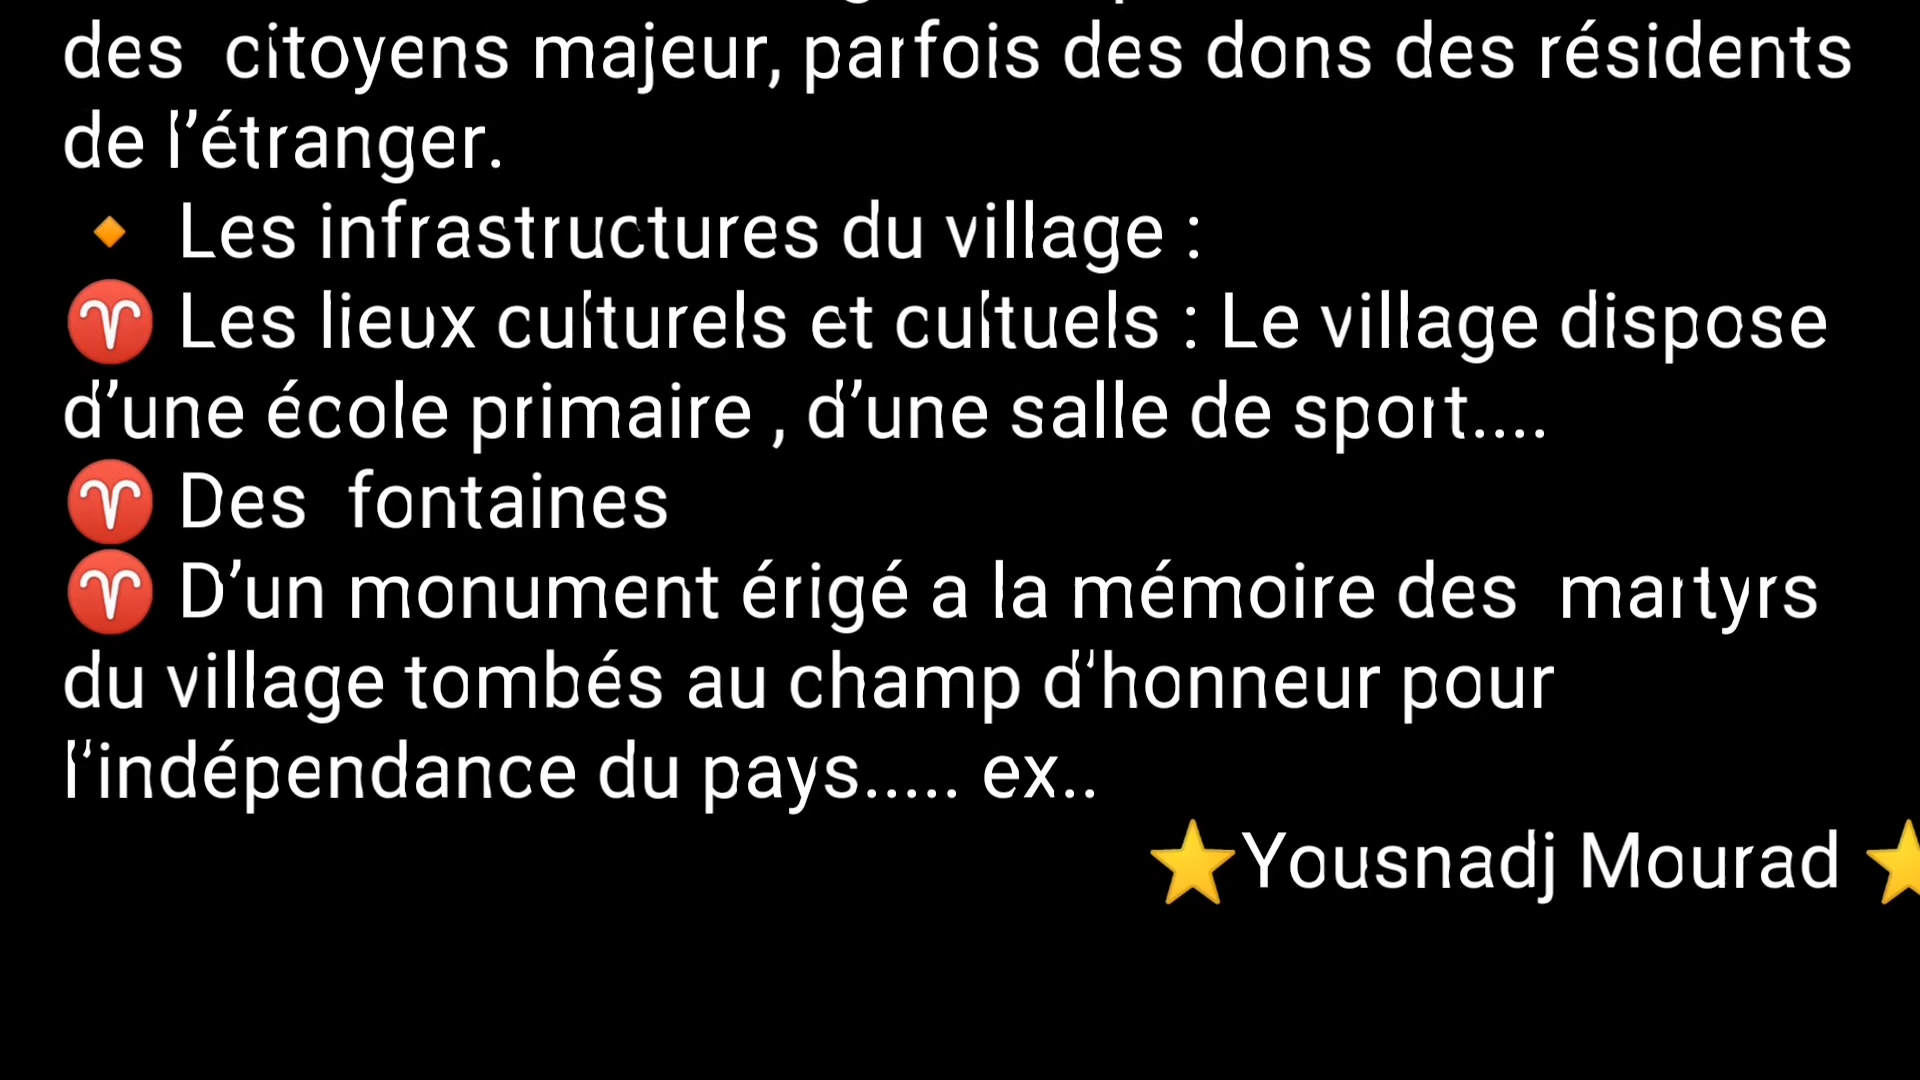 des  citoyens majeur, parfois des dons des résidents
de l’étranger.
🔸 Les infrastructures du village :
♈ Les lieux culturels et cultuels : Le village dispose
d’une école primaire , d’une salle de sport....
♈ Des  fontaines
♈ D’un monument érigé a la mémoire des  martyrs
du village tombés au champ d’honneur pour
l’indépendance du pays..... ex..
⭐Yousnadj Mourad ⭐